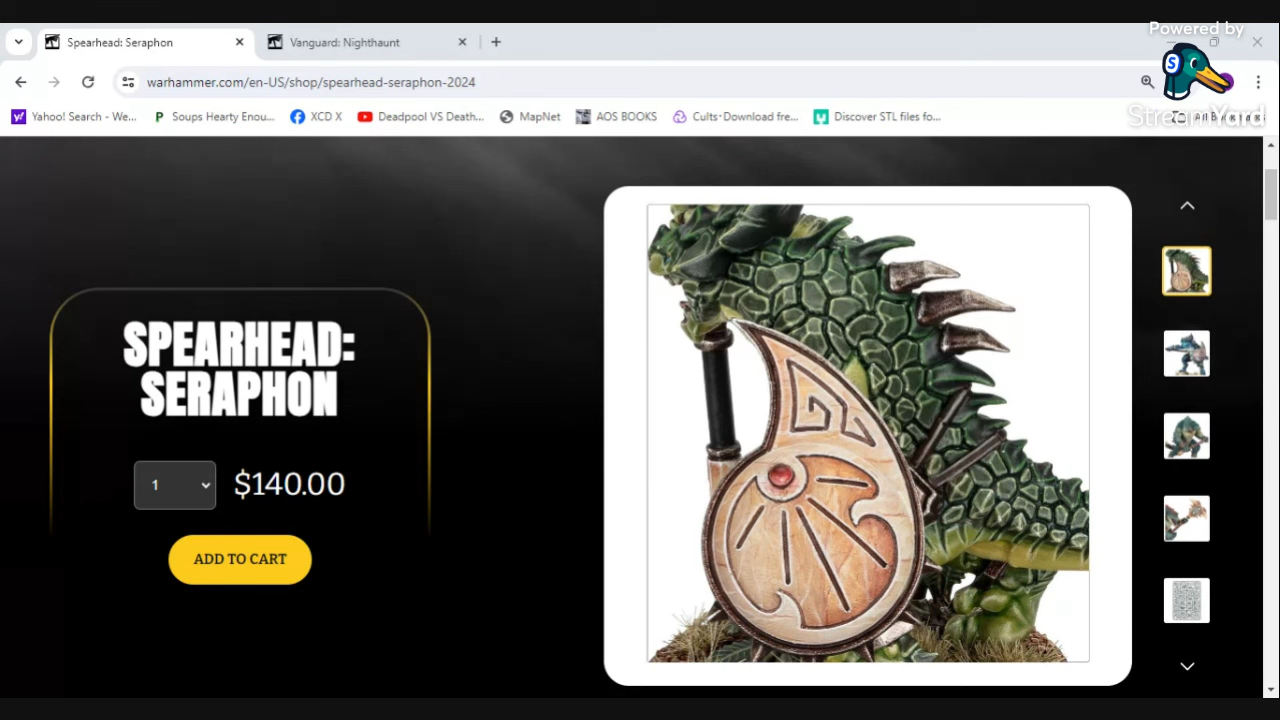 Powered by
Spearhead: Seraphon
Vanguard: Nighthaunt
warhammer.com/en-US/shop/spearhead-seraphon-2024
StreamYard
Yahoo! Search - We...
Soups Hearty Enou...
XCD X
Deadpool VS Death...
MapNet
AOS BOOKS
Cults・Download fre...
Discover STL files fo...
SPEARHEAD:
SERAPHON
1
$140.00
ADD TO CART